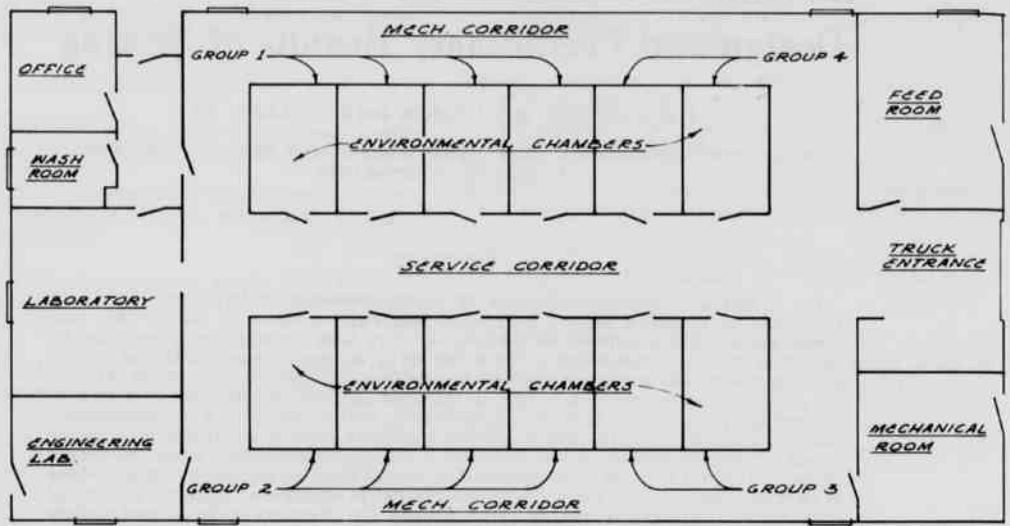 MECH. CORRIDOR
GROUP 1
GROUP 4
OFFICE
FEED
ROOM
ENVIRONMENTAL CHAMBERS
WASH
ROOM
SERVICE CORRIDOR
TRUCK
ENTRANCE
LABORATORY
ENVIRONMENTAL CHAMBERS
ENGINEERING
LAB.
MECHANICAL
ROOM
GROUP 2
GROUP 3
MECH. CORRIDOR